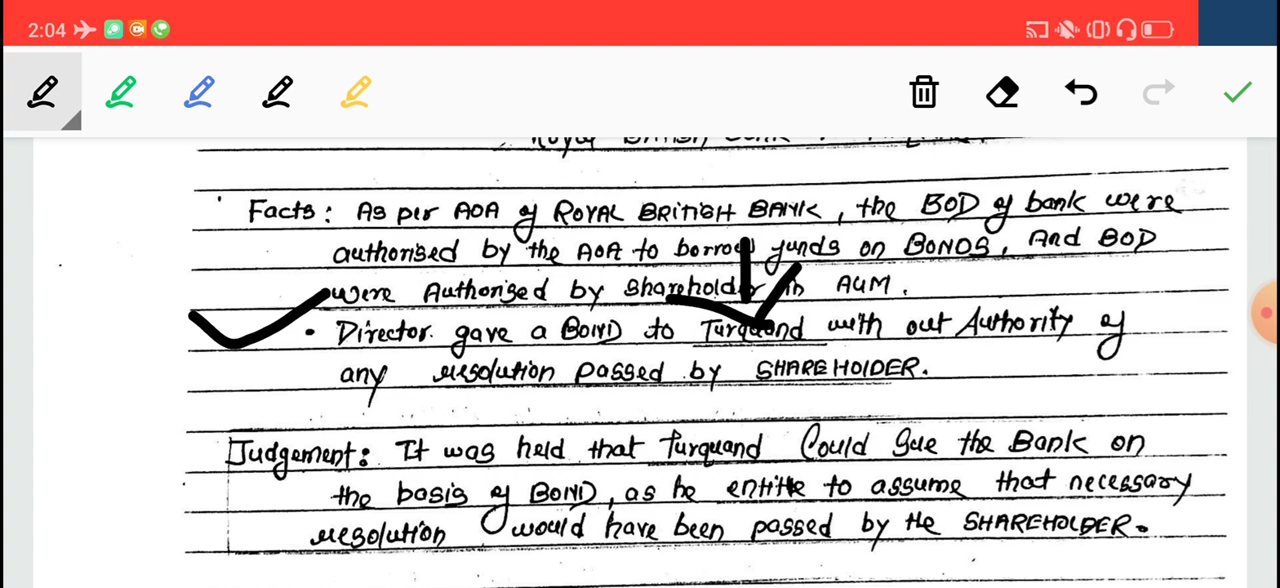 2:04
Facts: As per AOA of ROYAL BRITISH BANK, the BOD of bank were
authorised by the AOA to borrow funds on BONDS, And BOD
were Authorised by shareholder in AGM.
• Director gave a BOND to Turquand with out Authority of
any resolution passed by SHAREHOLDER.
Judgement: It was held that Turquand Could sue the Bank on
the basis of BOND, as he entitle to assume that necessary
resolution would have been passed by the SHAREHOLDER.